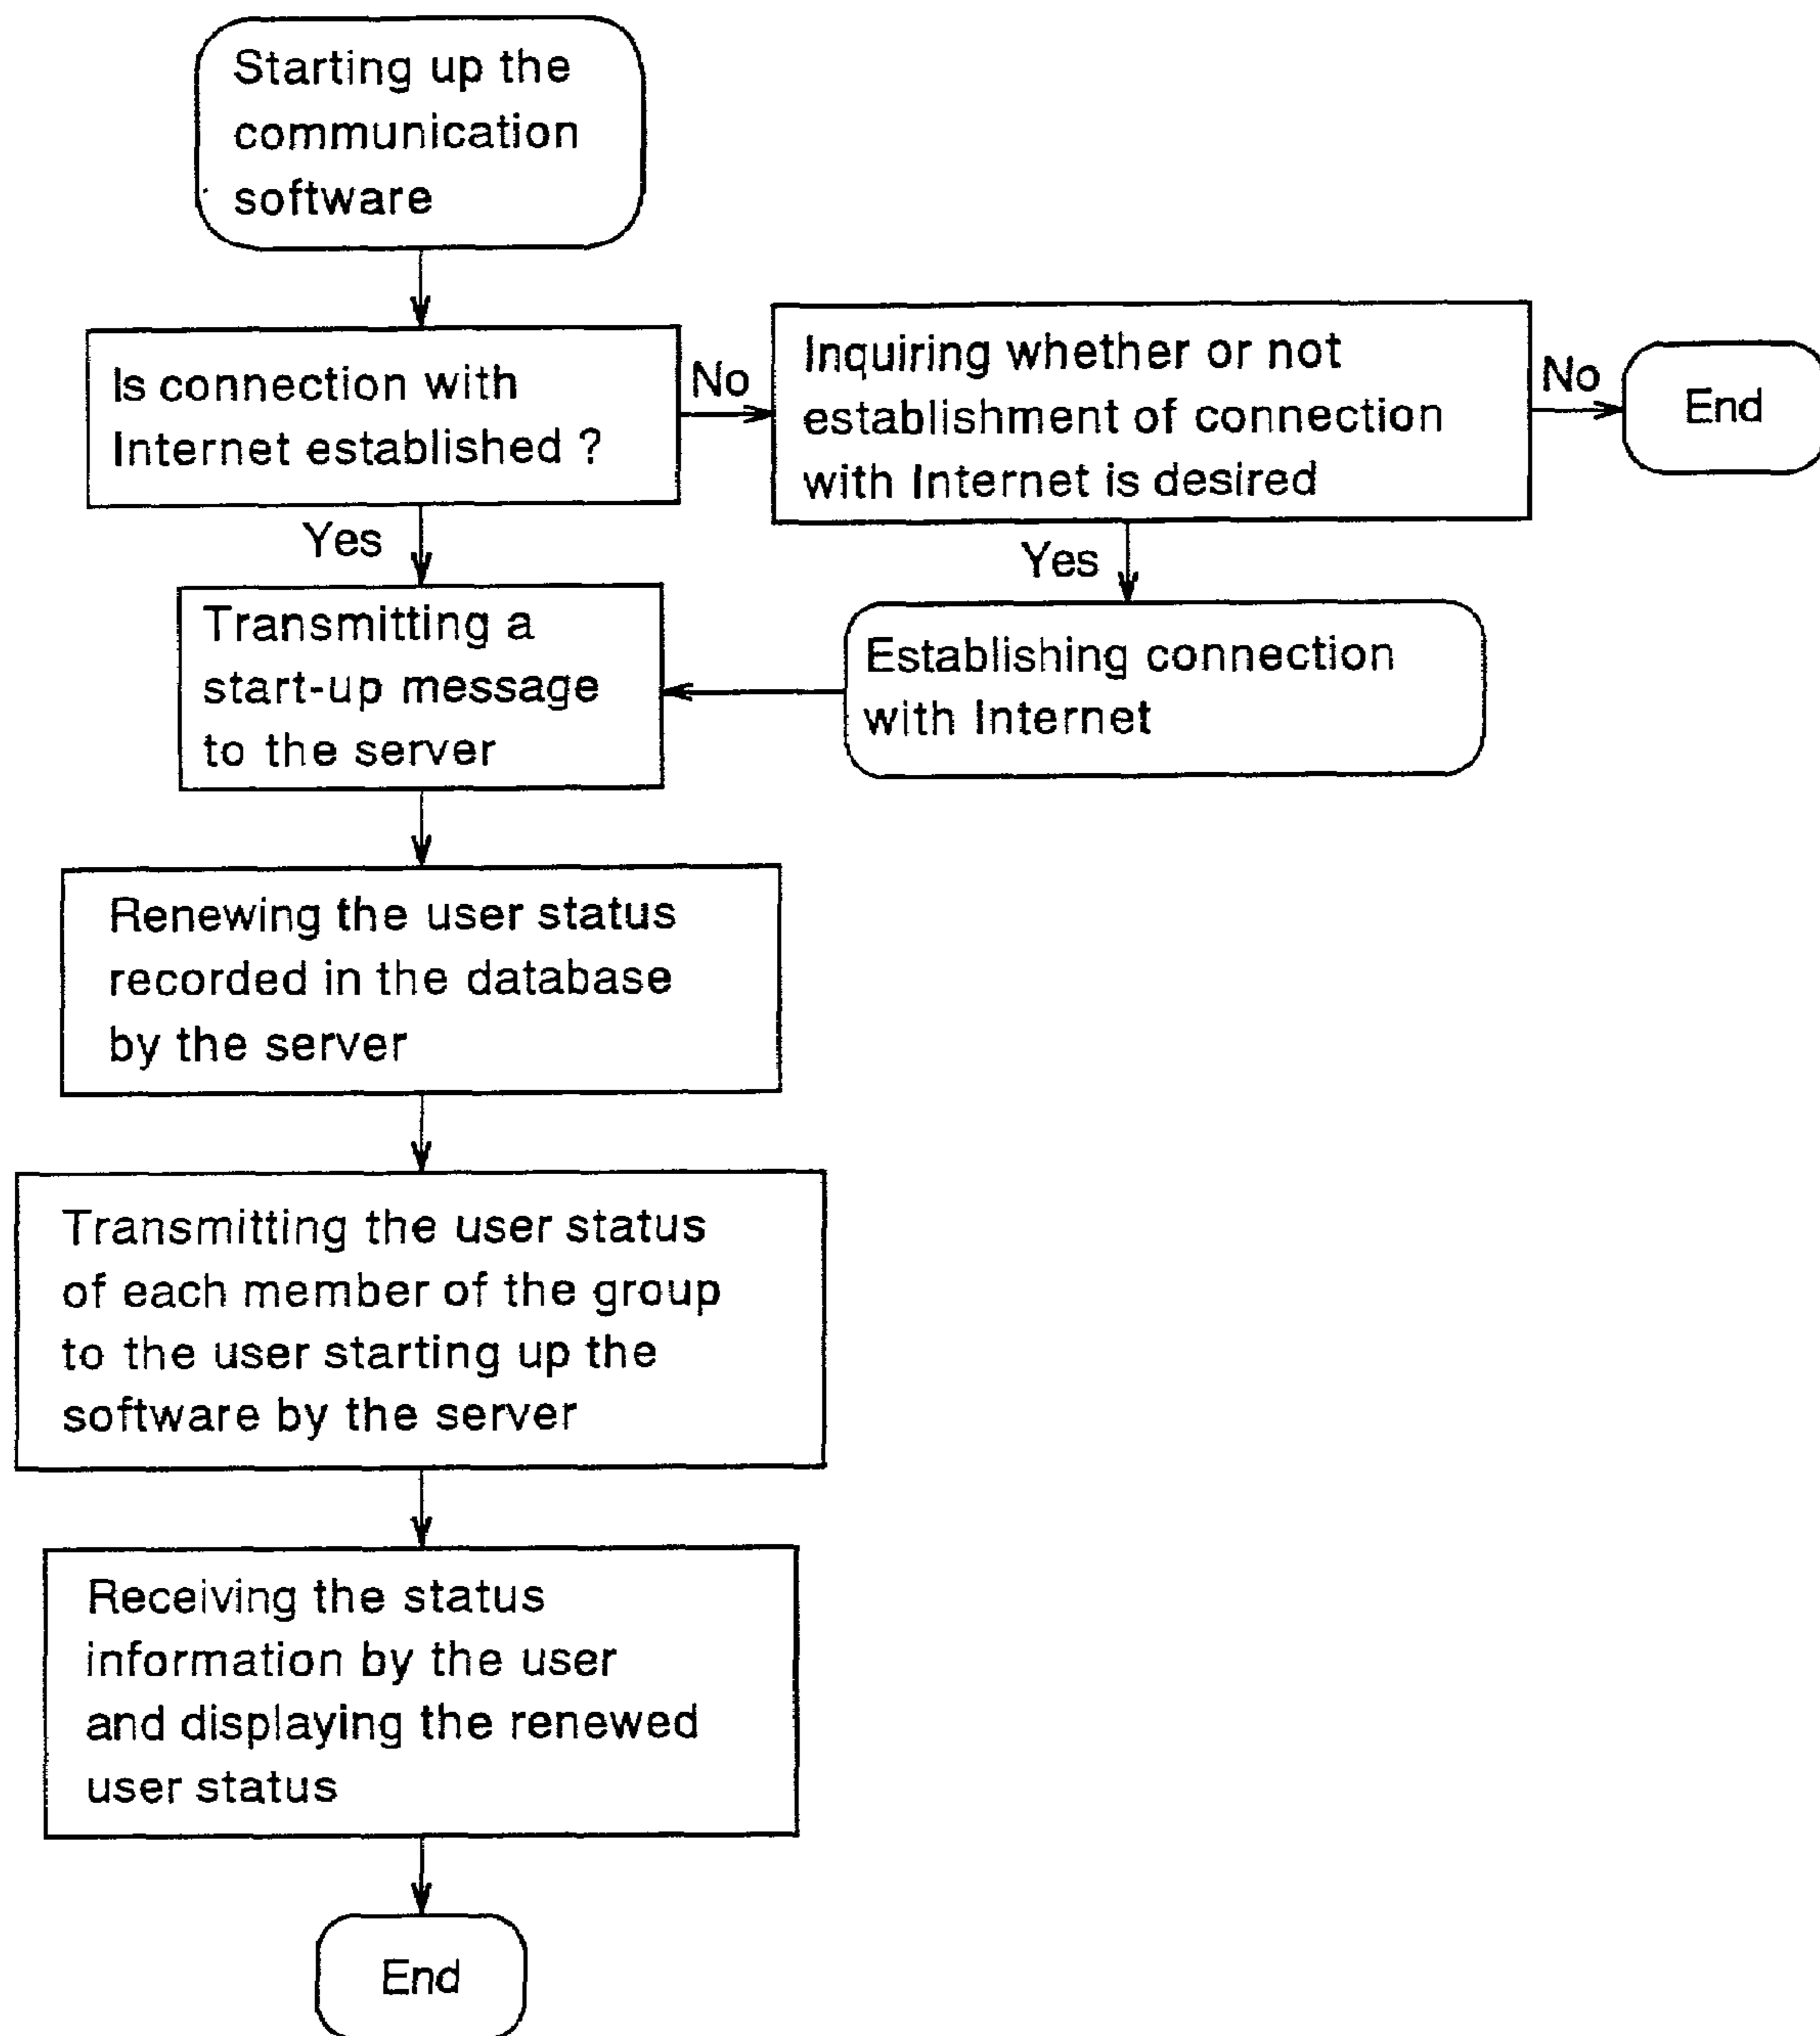 Starting up the
communication
software
Is connection with
Internet established ?
No
Inquiring whether or not
establishment of connection
with Internet is desired
No
End
Yes
Yes
Transmitting a
start-up message
to the server
Establishing connection
with Internet
Renewing the user status
recorded in the database
by the server
Transmitting the user status
of each member of the group
to the user starting up the
software by the server
Receiving the status
information by the user
and displaying the renewed
user status
End